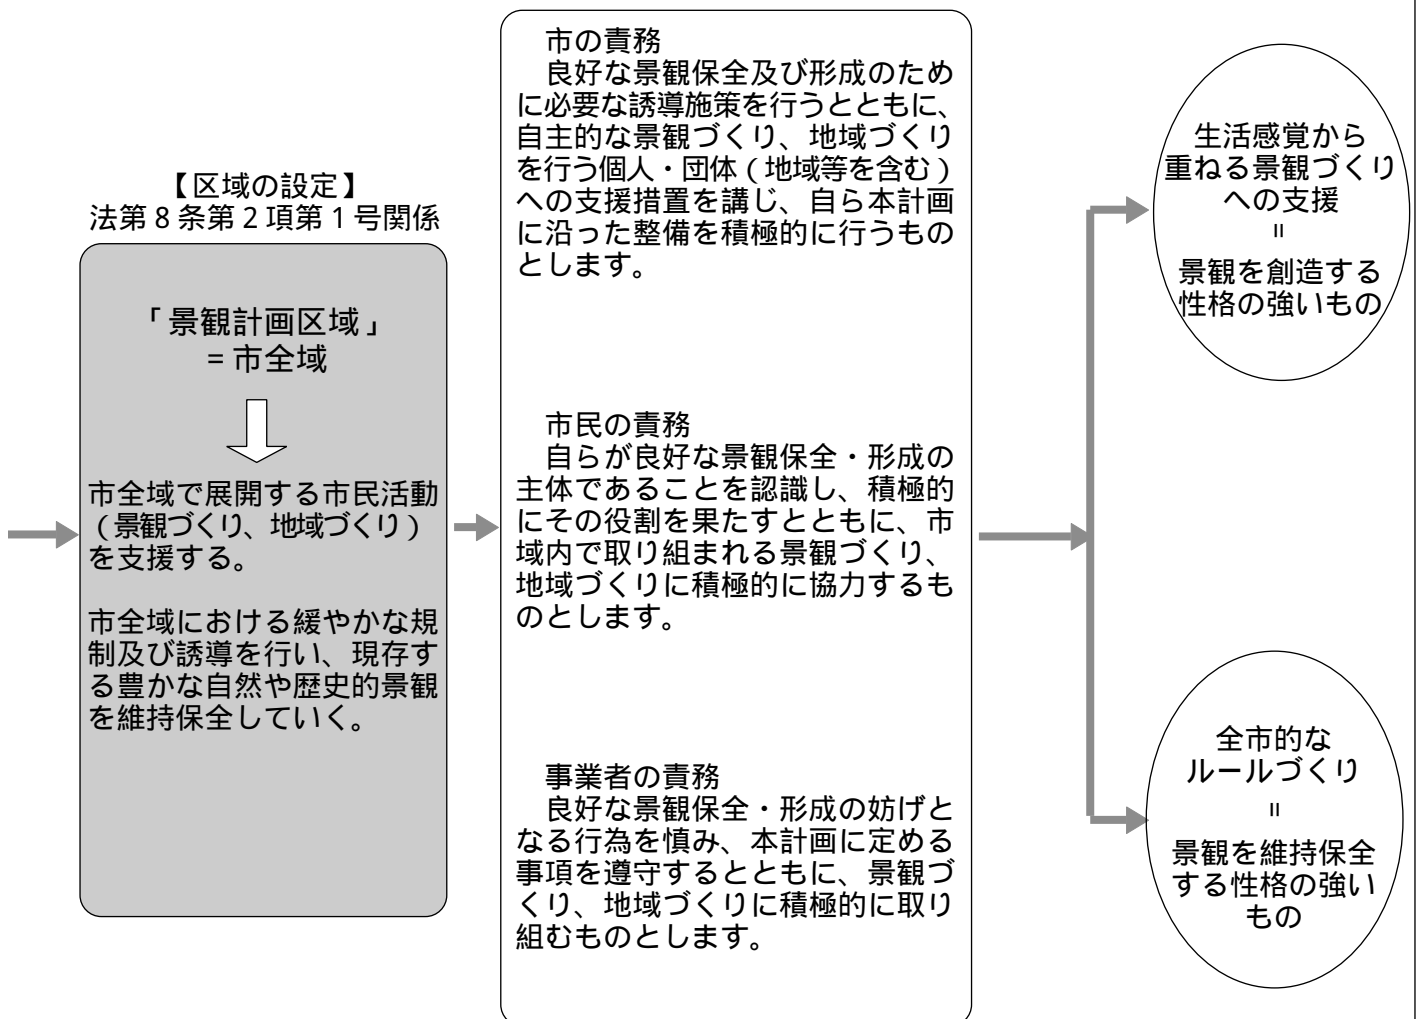 【区域の設定】
法第８条第２項第１号関係
「景観計画区域」
＝市全域
市全域で展開する市民活動
（景観づくり、地域づくり）
を支援する。
市全域における緩やかな規
制及び誘導を行い、現存す
る豊かな自然や歴史的景観
を維持保全していく。
市の責務
良好な景観保全及び形成のため
に必要な誘導施策を行うとともに、
自主的な景観づくり、地域づくり
を行う個人・団体（地域等を含む）
への支援措置を講じ、自ら本計画
に沿った整備を積極的に行うもの
とします。
市民の責務
自らが良好な景観保全・形成の
主体であることを認識し、積極的
にその役割を果たすとともに、市
域内で取り組まれる景観づくり、
地域づくりに積極的に協力するも
のとします。
事業者の責務
良好な景観保全・形成の妨げと
なる行為を慎み、本計画に定める
事項を遵守するとともに、景観づ
くり、地域づくりに積極的に取り
組むものとします。
生活感覚から
重ねる景観づくり
への支援
＝
景観を創造する
性格の強いもの
全市的な
ルールづくり
＝
景観を維持保全
する性格の強い
もの